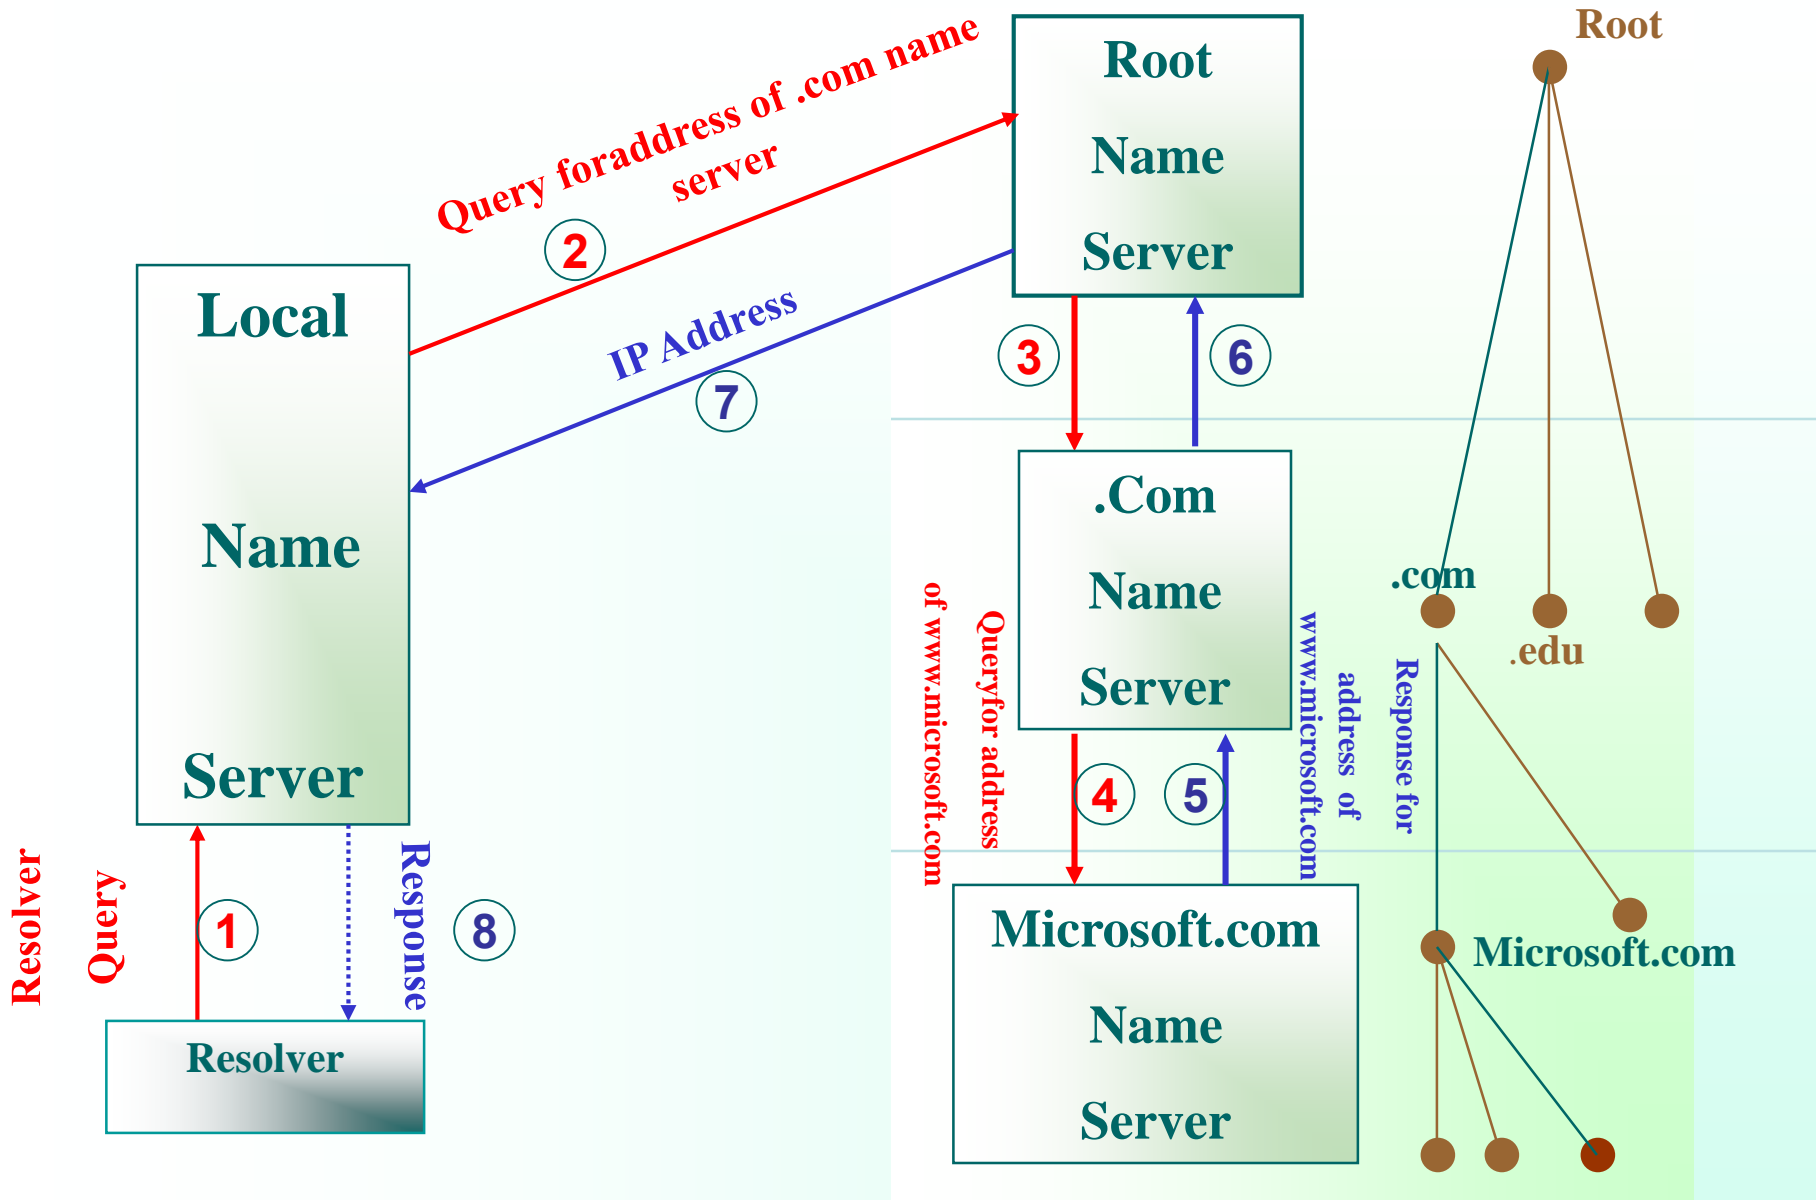 Root
Query foraddress of .com name
server
2
Root
Name
Server
Local
Name
Server
IP Address
7
3
6
.Com
Name
Server
.com
.edu
Queryfor address
of www.microsoft.com
4
5
Response for
address of
www.microsoft.com
Resolver
Query
1
Response
8
Resolver
Microsoft.com
Name
Server
Microsoft.com